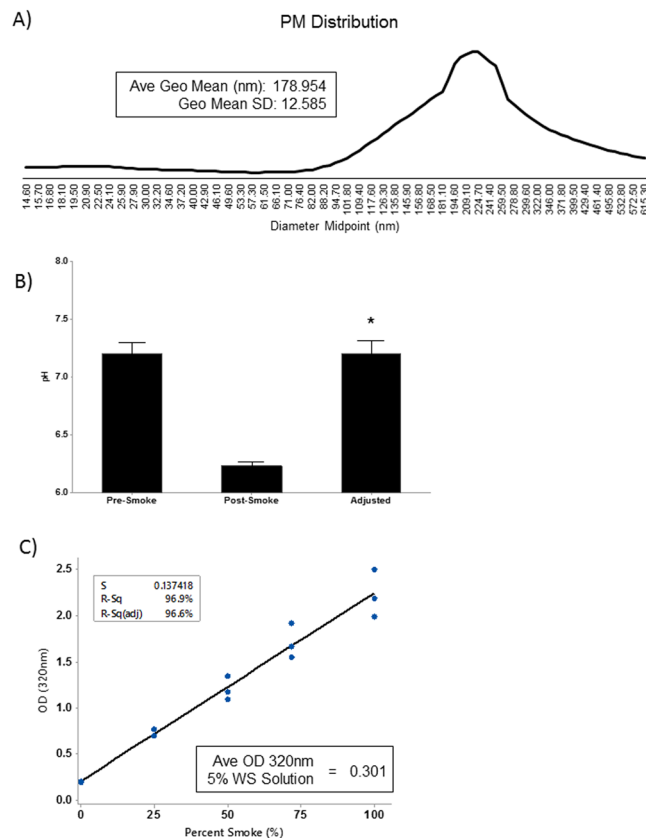 A)
PM Distribution
Ave Geo Mean (nm): 178.954
Geo Mean SD: 12.585
14.60 15.70 16.80 18.10 19.50 20.90 22.50 24.10 25.90 27.90 30.00 32.20 34.60 37.20 40.00 42.90 46.10 49.60 53.30 57.30 61.50 66.10 71.00 76.40 82.00 88.20 94.70 101.80 109.40 117.60 126.30 135.80 145.90 156.80 168.50 181.10 194.60 209.10 224.70 241.40 259.50 278.80 299.60 322.00 346.00 371.80 399.50 429.40 461.40 495.80 532.80 572.50 615.30
Diameter Midpoint (nm)
B)
8.0
7.5
7.0
6.5
6.0
pH
*
Pre-Smoke Post-Smoke Adjusted
C)
2.5
2.0
1.5
1.0
0.5
0.0
OD (320nm)
S 0.137418
R-Sq 96.9%
R-Sq(adj) 96.6%
Ave OD 320nm
5% WS Solution = 0.301
0 25 50 75 100
Percent Smoke (%)